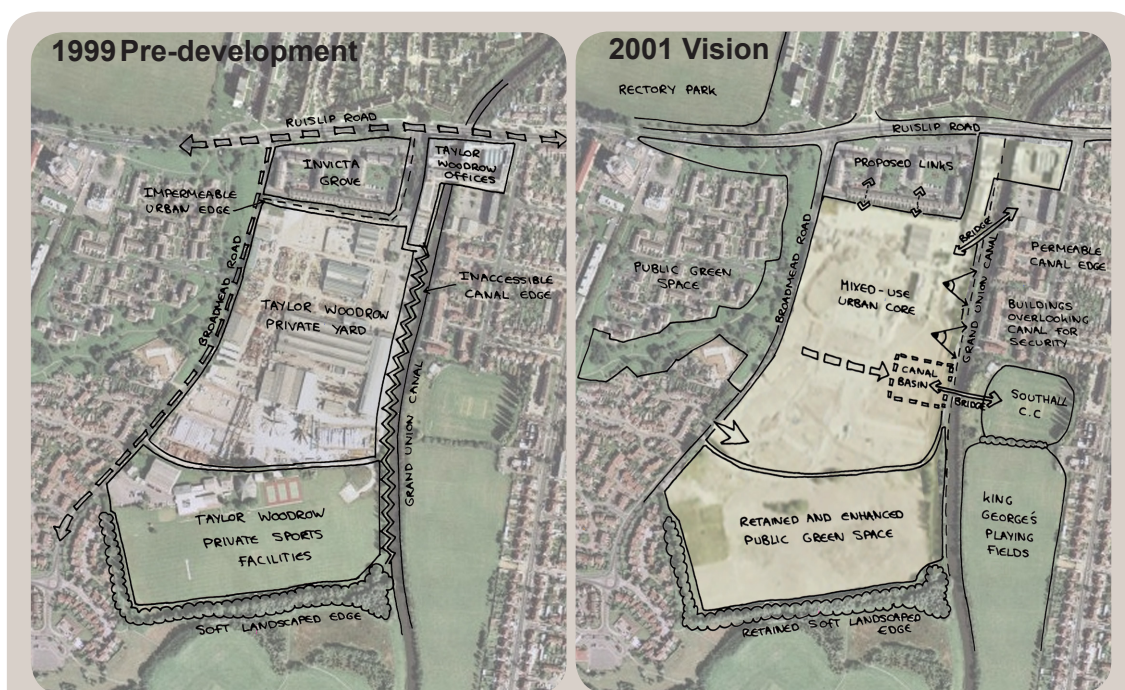 1999 Pre-development
RUISLIP ROAD
INVICTA
GROVE
TAYLOR
WOODROW
OFFICES
IMPERMEABLE
URBAN EDGE
BROADMEAD ROAD
INACCESSIBLE
CANAL EDGE
TAYLOR WOODROW
PRIVATE YARD
GRAND UNION CANAL
TAYLOR WOODROW
PRIVATE SPORTS
FACILITIES
SOFT LANDSCAPED EDGE
2001 Vision
RECTORY PARK
RUISLIP ROAD
PROPOSED LINKS
BRIDGE
PERMEABLE
CANAL EDGE
PUBLIC GREEN
SPACE
BROADMEAD ROAD
MIXED-USE
URBAN CORE
GRAND UNION CANAL
BUILDINGS
OVERLOOKING
CANAL FOR
SECURITY
CANAL
BASIN
BRIDGE
SOUTHALL
C.C
RETAINED AND ENHANCED
PUBLIC GREEN SPACE
KING
GEORGE'S
PLAYING
FIELDS
RETAINED SOFT LANDSCAPED
EDGE